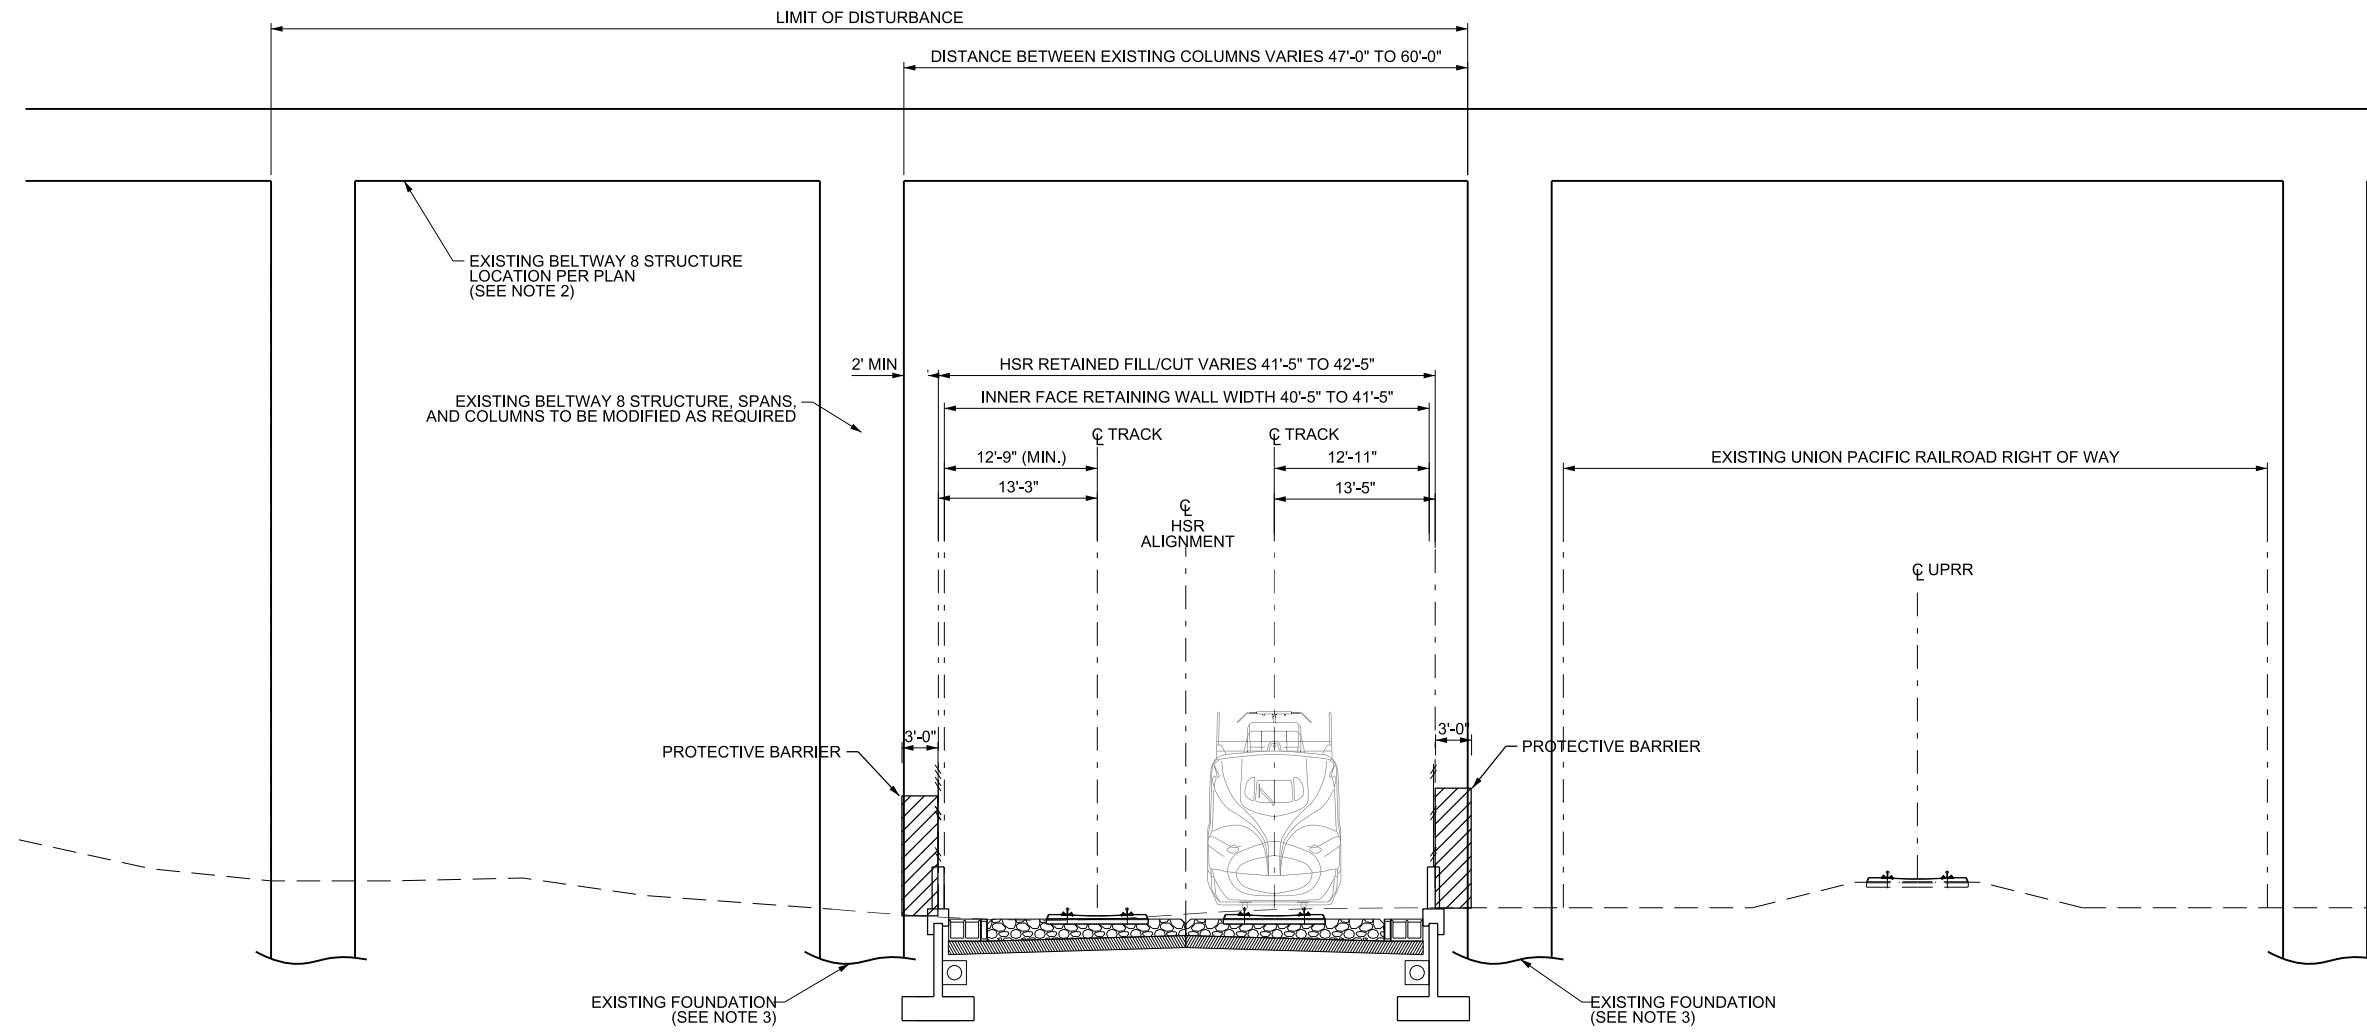 LIMIT OF DISTURBANCE
DISTANCE BETWEEN EXISTING COLUMNS VARIES 47'-0" TO 60'-0"
EXISTING BELTWAY 8 STRUCTURE
LOCATION PER PLAN
(SEE NOTE 2)
2' MIN
HSR RETAINED FILL/CUT VARIES 41'-5" TO 42'-5"
EXISTING BELTWAY 8 STRUCTURE, SPANS,
AND COLUMNS TO BE MODIFIED AS REQUIRED
INNER FACE RETAINING WALL WIDTH 40'-5" TO 41'-5"
℄ TRACK
℄ TRACK
12'-9" (MIN.)
12'-11"
EXISTING UNION PACIFIC RAILROAD RIGHT OF WAY
13'-3"
13'-5"
℄
HSR
ALIGNMENT
℄ UPRR
3'-0"
3'-0"
PROTECTIVE BARRIER
PROTECTIVE BARRIER
EXISTING FOUNDATION
(SEE NOTE 3)
EXISTING FOUNDATION
(SEE NOTE 3)